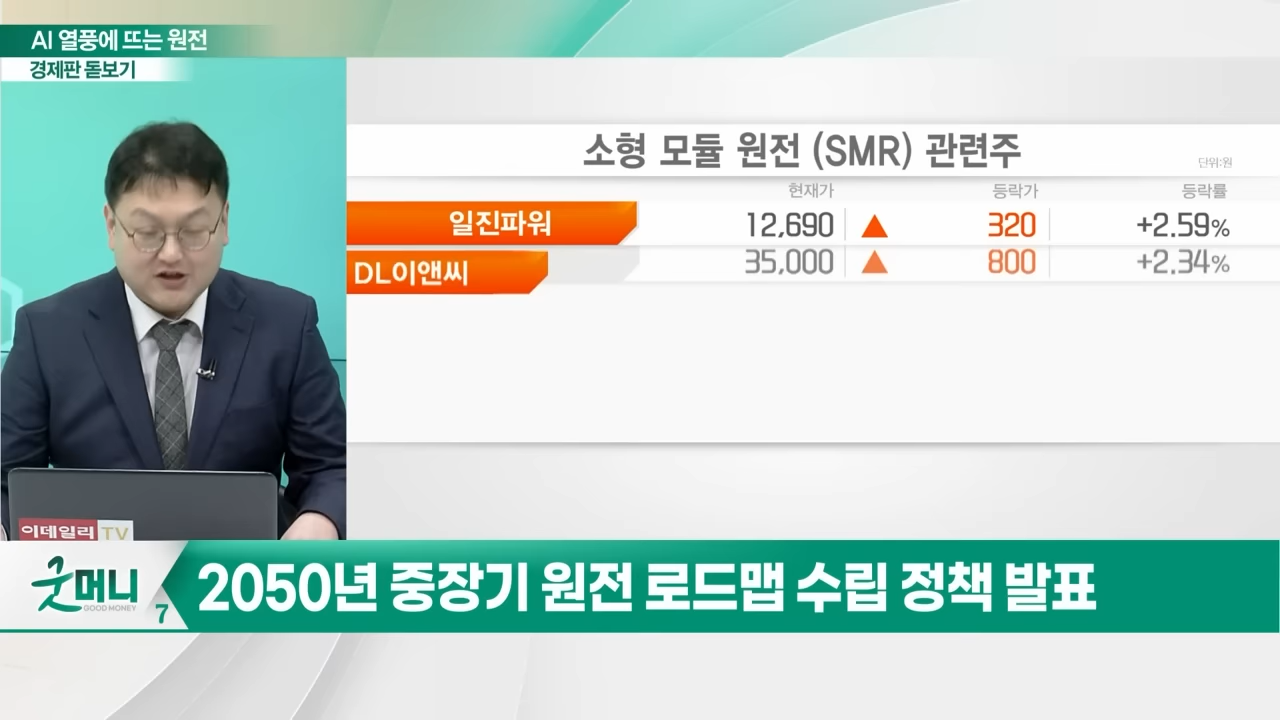 AI 열풍에 뜨는 원전
경제판 돋보기
소형 모듈 원전 (SMR) 관련주
단위:원
현재가 등락가 등락률
일진파워 12,690 ▲ 320 +2.59%
DL이앤씨 35,000 ▲ 800 +2.34%
이데일리 TV
굿머니 GOOD MONEY 7
2050년 중장기 원전 로드맵 수립 정책 발표